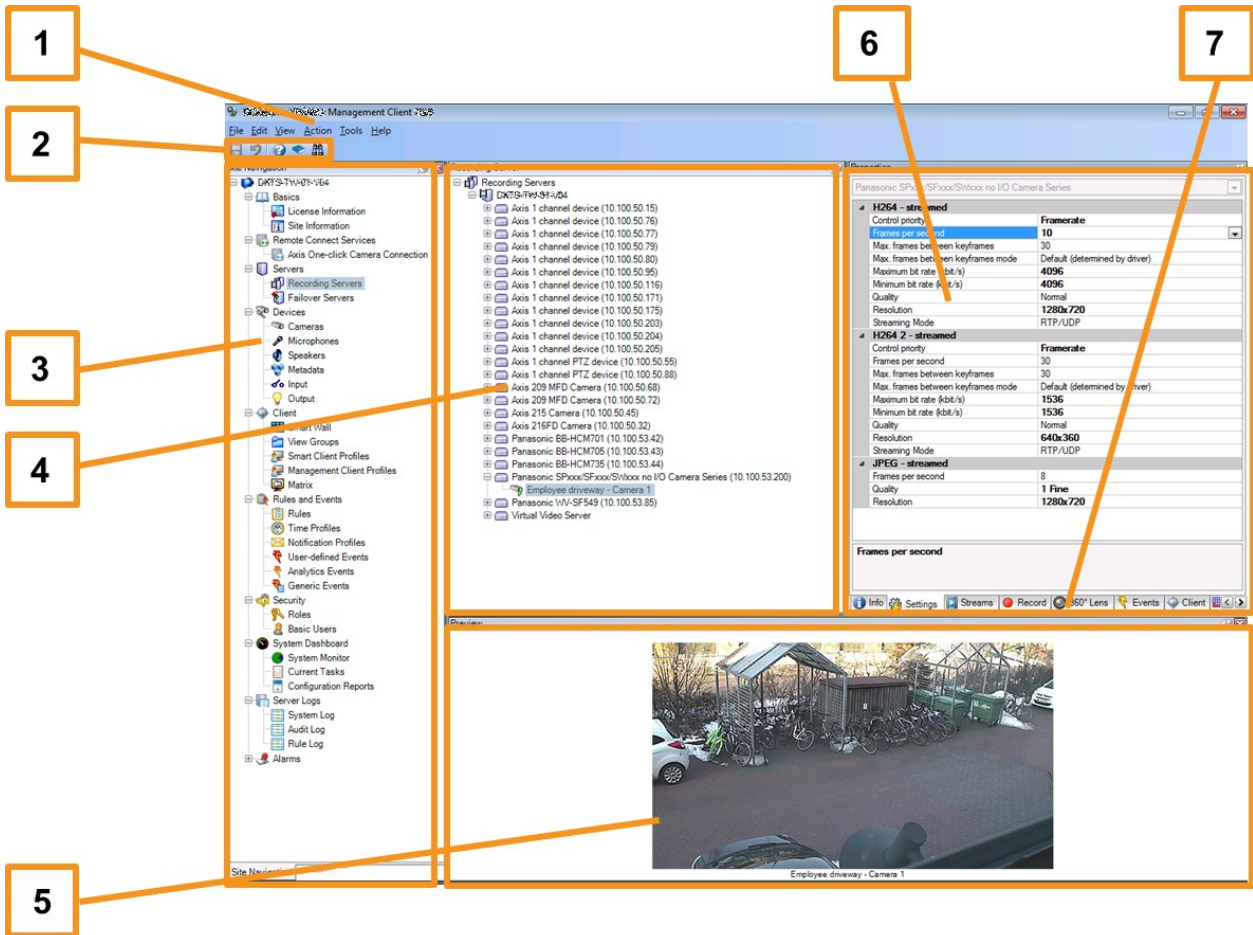 1
6
7
2
3
4
5
Management Client
File Edit View Action Tools Help
Site Navigation
Basics
License Information
Site Information
Remote Connect Services
Axis One-click Camera Connection
Servers
Recording Servers
Failover Servers
Devices
Cameras
Microphones
Speakers
Metadata
Input
Output
Client
Smart Wall
View Groups
Smart Client Profiles
Management Client Profiles
Matrix
Rules and Events
Rules
Time Profiles
Notification Profiles
User-defined Events
Analytics Events
Generic Events
Security
Roles
Basic Users
System Dashboard
System Monitor
Current Tasks
Configuration Reports
Server Logs
System Log
Audit Log
Rule Log
Alarms
Site Navigation
Recording Server
Recording Servers
Axis 1 channel device (10.100.50.15)
Axis 1 channel device (10.100.50.76)
Axis 1 channel device (10.100.50.77)
Axis 1 channel device (10.100.50.79)
Axis 1 channel device (10.100.50.80)
Axis 1 channel device (10.100.50.95)
Axis 1 channel device (10.100.50.116)
Axis 1 channel device (10.100.50.171)
Axis 1 channel device (10.100.50.175)
Axis 1 channel device (10.100.50.203)
Axis 1 channel device (10.100.50.204)
Axis 1 channel device (10.100.50.205)
Axis 1 channel PTZ device (10.100.50.55)
Axis 1 channel PTZ device (10.100.50.88)
Axis 209 MFD Camera (10.100.50.68)
Axis 209 MFD Camera (10.100.50.72)
Axis 215 Camera (10.100.50.45)
Axis 216FD Camera (10.100.50.32)
Panasonic BB-HCM701 (10.100.53.42)
Panasonic BB-HCM705 (10.100.53.43)
Panasonic BB-HCM735 (10.100.53.44)
Panasonic SPxxx/SFxxx/SWxxx no I/O Camera Series (10.100.53.200)
Employee driveway - Camera 1
Panasonic WV-SF549 (10.100.53.85)
Virtual Video Server
Properties
Panasonic SPxxx/SFxxx/SWxxx no I/O Camera Series
H264 - streamed
Control priority Framerate
Frames per second 10
Max. frames between keyframes 30
Max. frames between keyframes mode Default (determined by driver)
Maximum bit rate (kbit/s) 4096
Minimum bit rate (kbit/s) 4096
Quality Normal
Resolution 1280x720
Streaming Mode RTP/UDP
H264 2 - streamed
Control priority Framerate
Frames per second 30
Max. frames between keyframes 30
Max. frames between keyframes mode Default (determined by driver)
Maximum bit rate (kbit/s) 1536
Minimum bit rate (kbit/s) 1536
Quality Normal
Resolution 640x360
Streaming Mode RTP/UDP
JPEG - streamed
Frames per second 8
Quality 1 Fine
Resolution 1280x720
Frames per second
Info Settings Streams Record 360° Lens Events Client
Preview
Employee driveway - Camera 1